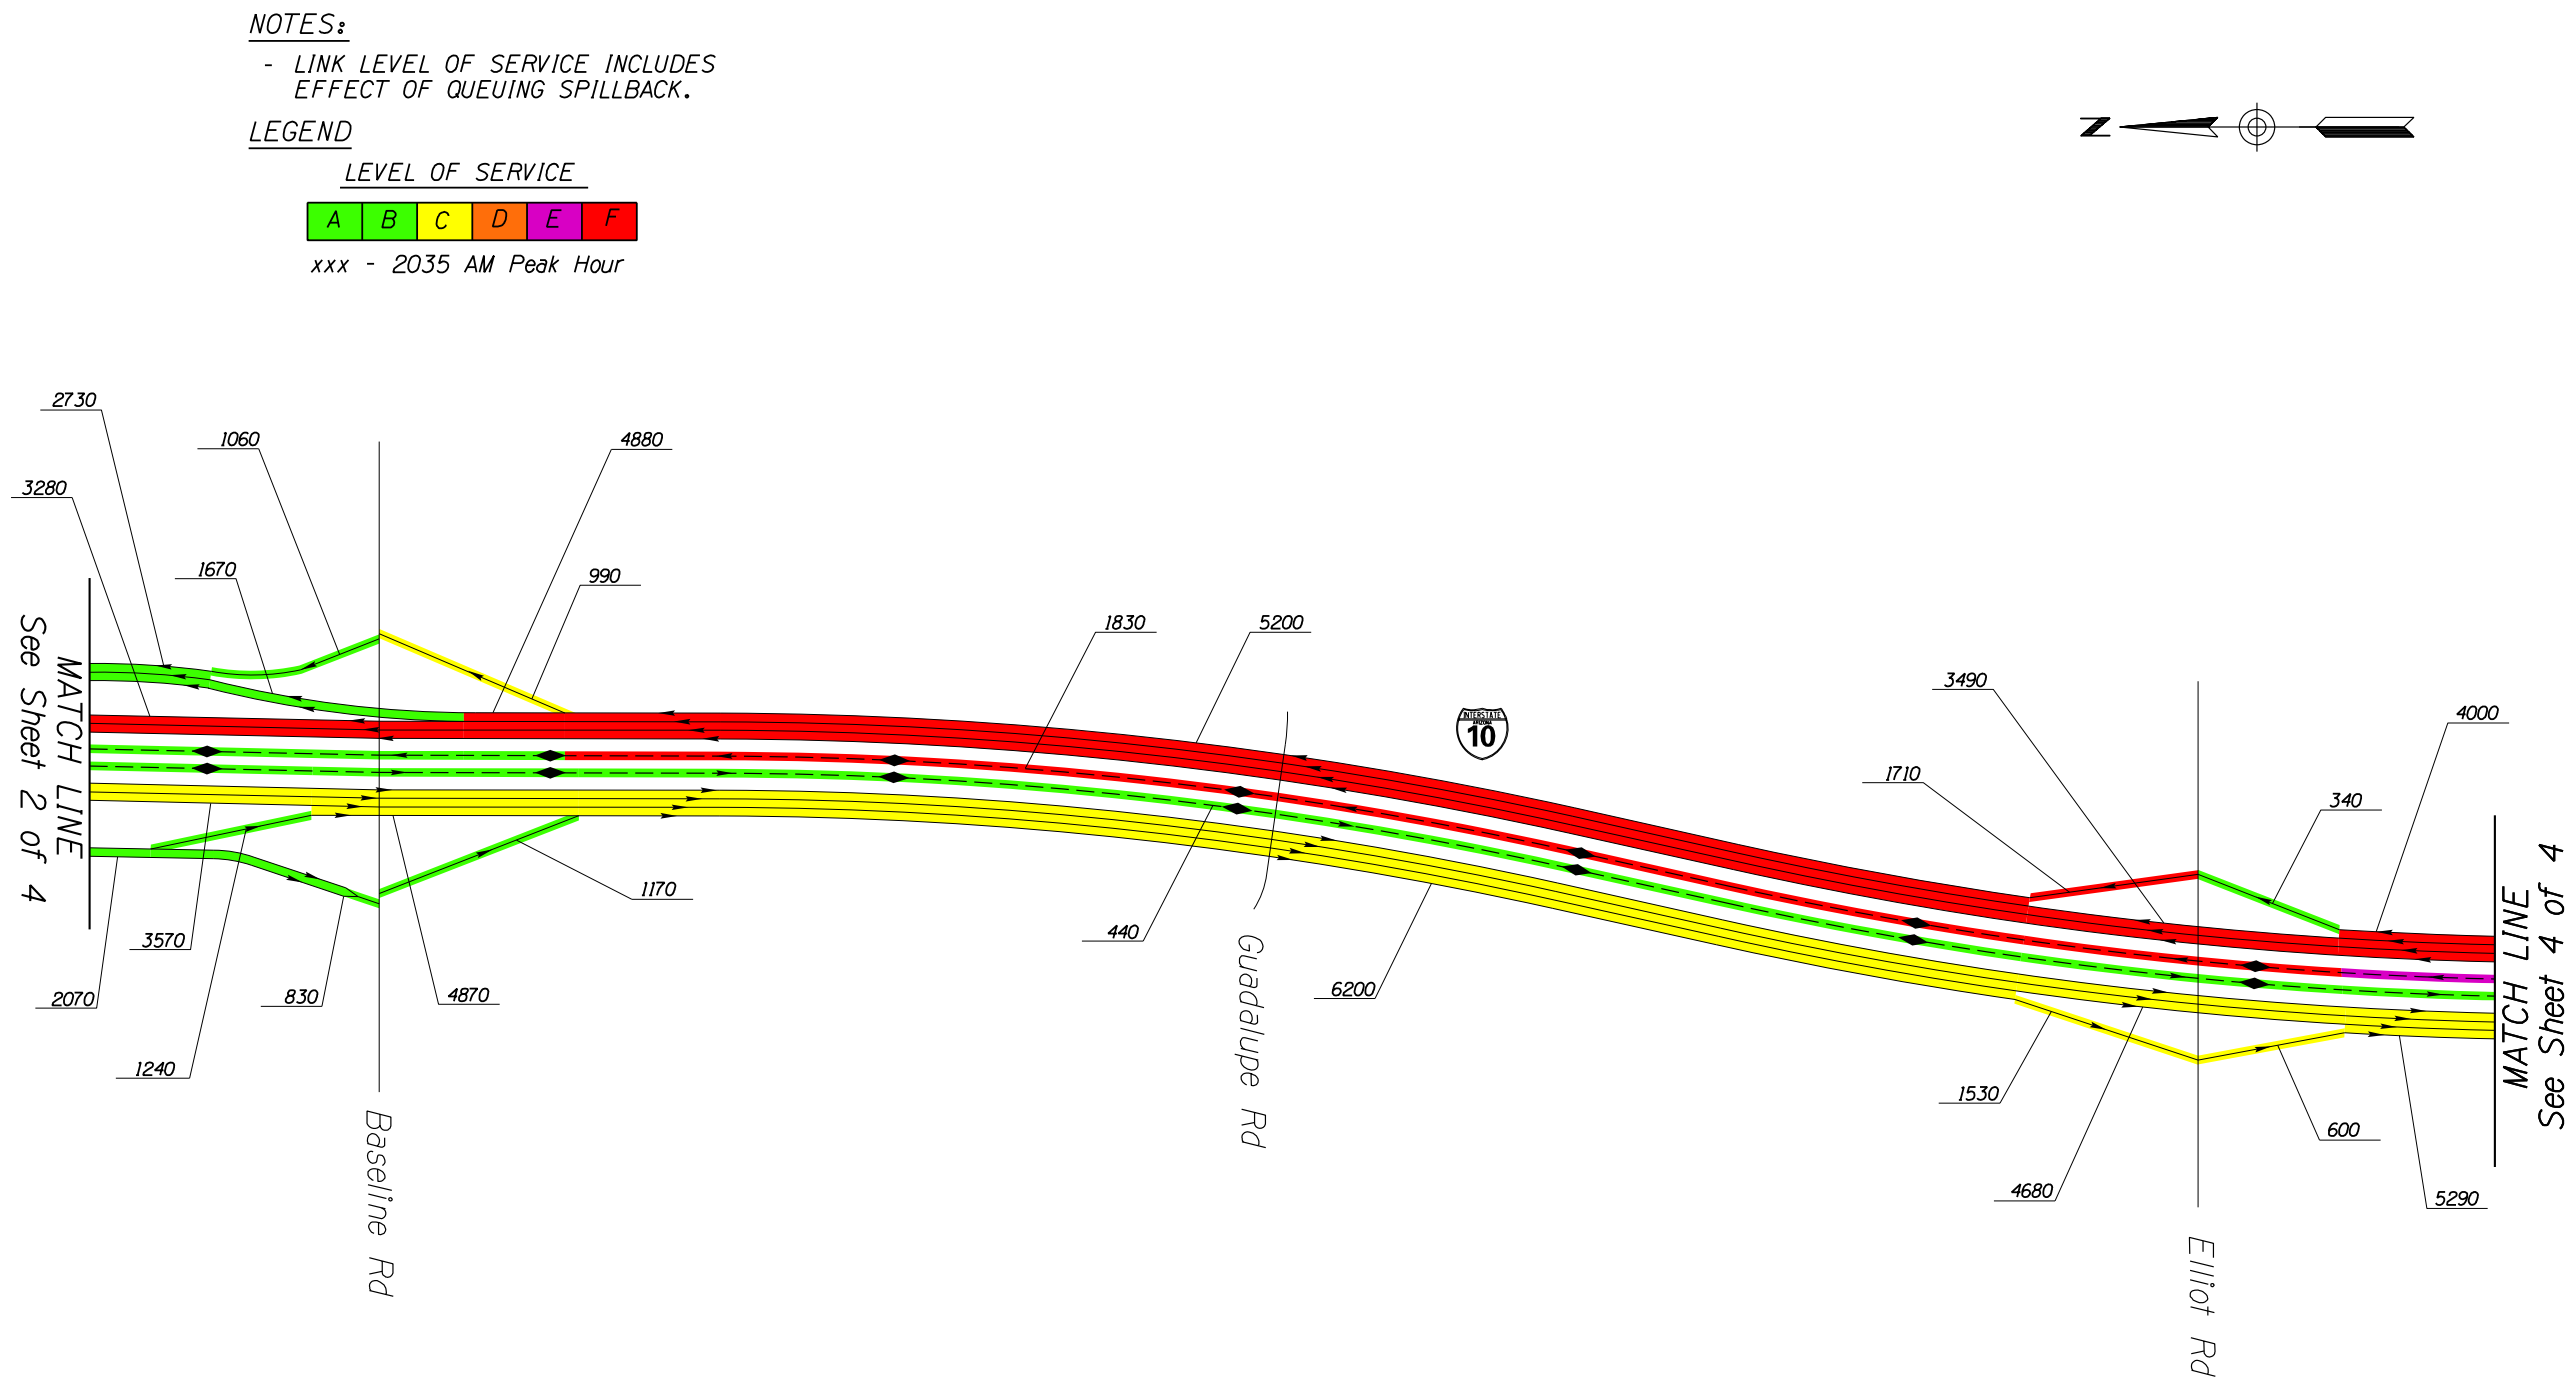 NOTES:
- LINK LEVEL OF SERVICE INCLUDES
EFFECT OF QUEUING SPILLBACK.
LEGEND
LEVEL OF SERVICE
A B C D E F
xxx - 2035 AM Peak Hour
N
2730
1060
4880
3280
1670
990
1830
5200
INTERSTATE
ARIZONA
10
3490
4000
1710
340
MATCH LINE
See Sheet 2 of 4
MATCH LINE
See Sheet 4 of 4
3570
2070
1240
830
4870
1170
440
6200
1530
4680
600
5290
Baseline Rd
Guadalupe Rd
Elliot Rd